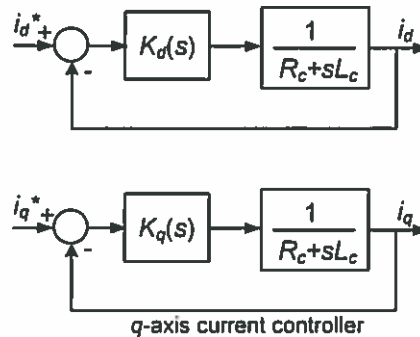 i_d* + - K_d(s) 1 i_d
R_c+sL_c
i_q* + - K_q(s) 1 i_q
R_c+sL_c
q-axis current controller